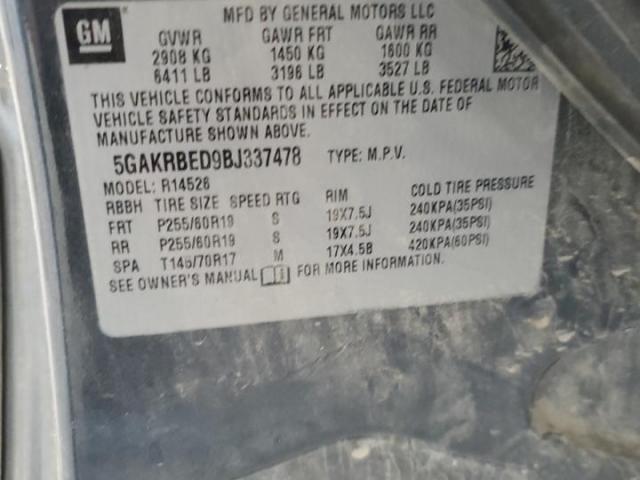 MFD BY GENERAL MOTORS LLC
GM
GVWR GAWR FRT GAWR RR
2908 KG 1450 KG 1600 KG
6411 LB 3196 LB 3527 LB
THIS VEHICLE CONFORMS TO ALL APPLICABLE U.S. FEDERAL MOTOR
VEHICLE SAFETY STANDARDS IN EFFECT ON THE DATE OF
MANUFACTURE SHOWN ABOVE.
5GAKRBED9BJ337478 TYPE: M.P.V.
MODEL: R14526
RBBH TIRE SIZE SPEED RTG RIM COLD TIRE PRESSURE
FRT P255/60R19 S 19X7.5J 240KPA(35PSI)
RR P255/60R19 S 19X7.5J 240KPA(35PSI)
SPA T145/70R17 M 17X4.5B 420KPA(60PSI)
SEE OWNER'S MANUAL FOR MORE INFORMATION.